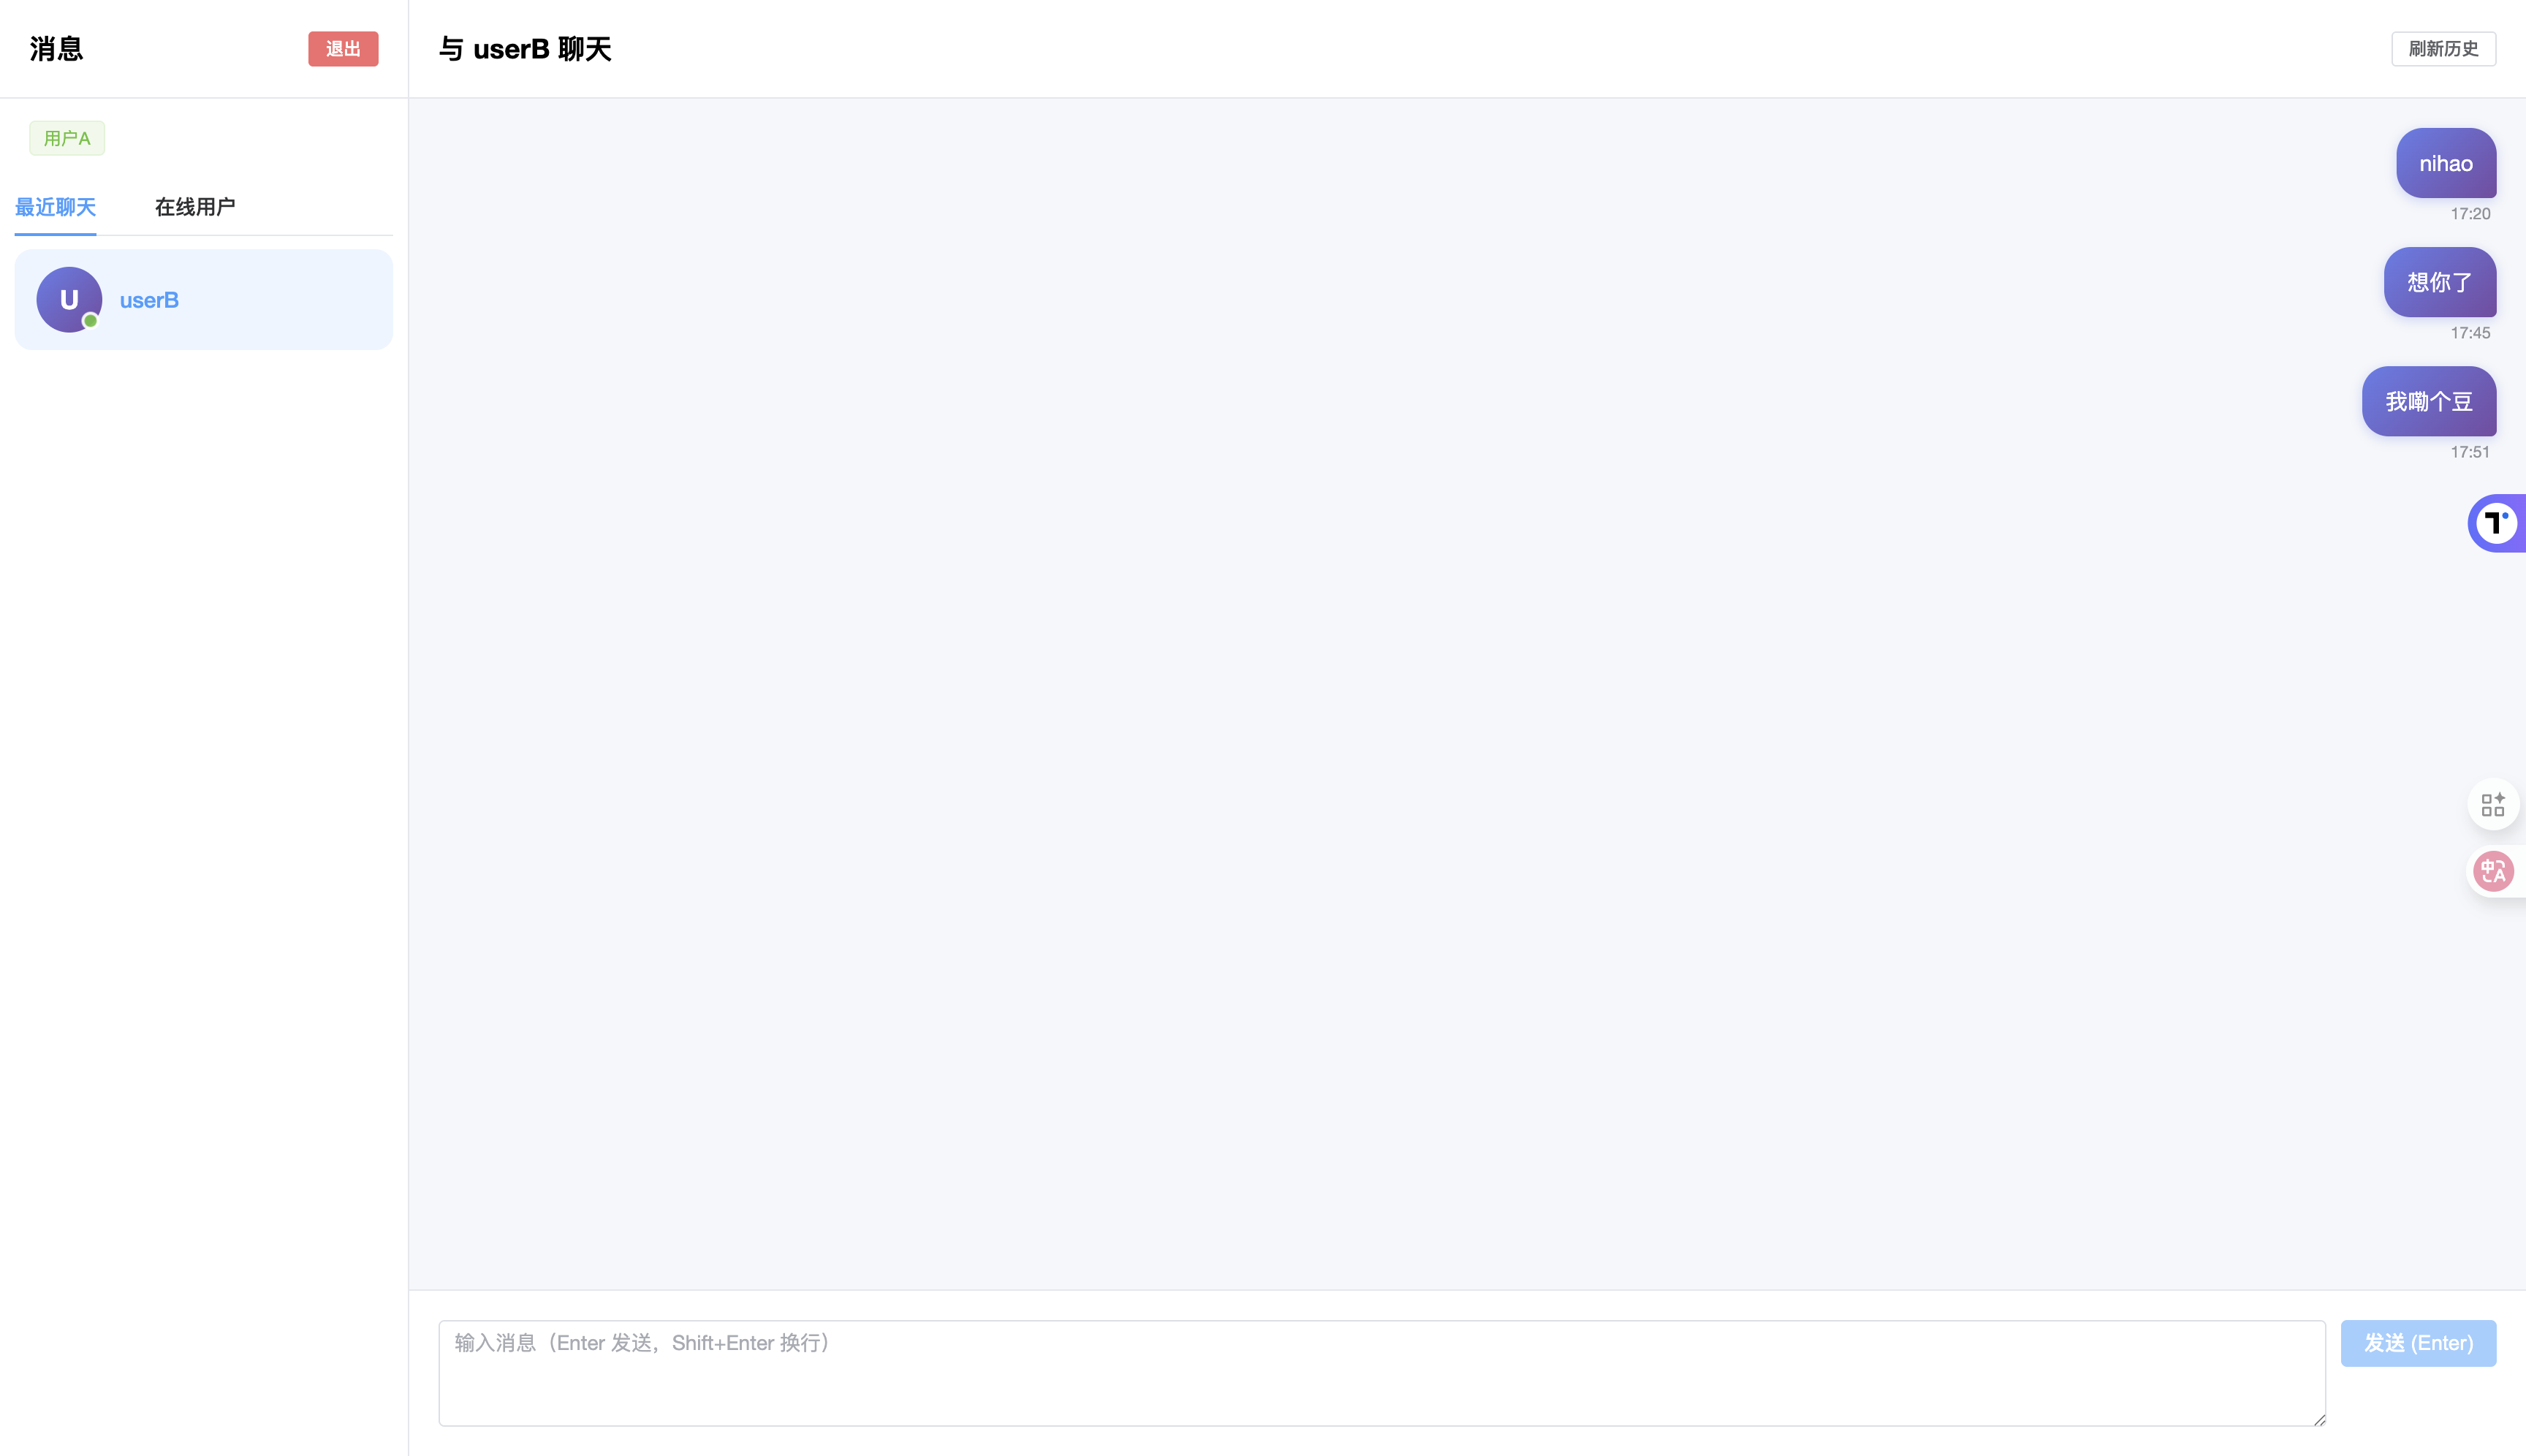 消息
退出
用户A
最近聊天
在线用户
U
userB
与 userB 聊天
刷新历史
nihao
17:20
想你了
17:45
我嘞个豆
17:51
T
中A
输入消息（Enter 发送，Shift+Enter 换行）
发送 (Enter)